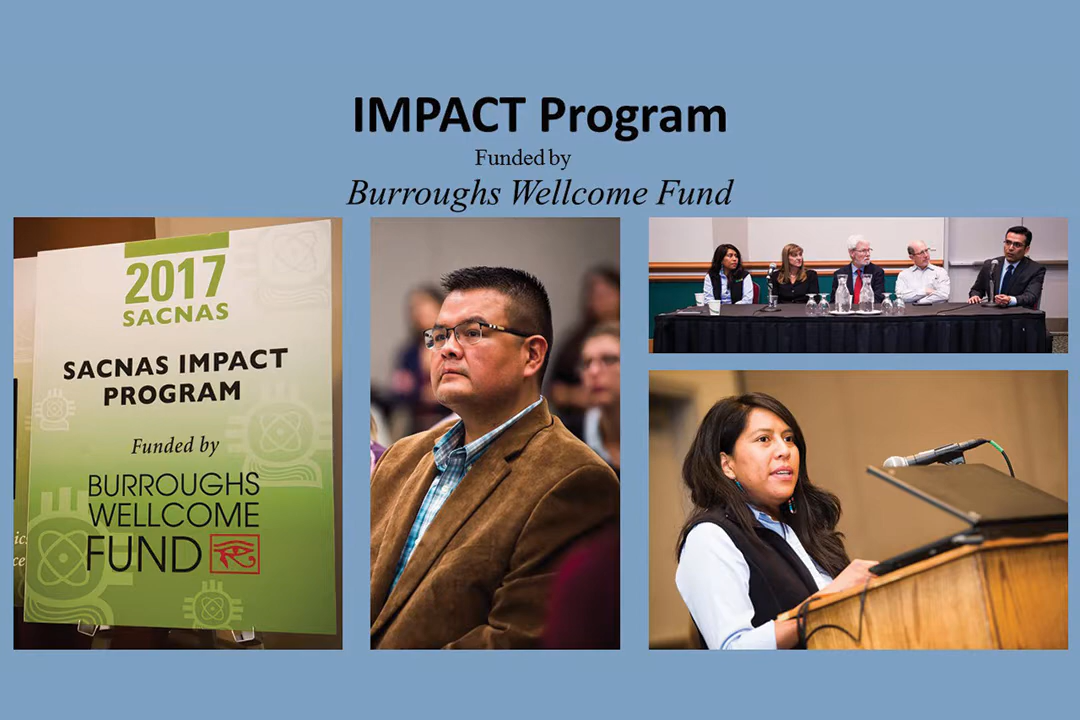 IMPACT Program
Funded by
Burroughs Wellcome Fund
2017
SACNAS
SACNAS IMPACT
PROGRAM
Funded by
BURROUGHS
WELLCOME
FUND